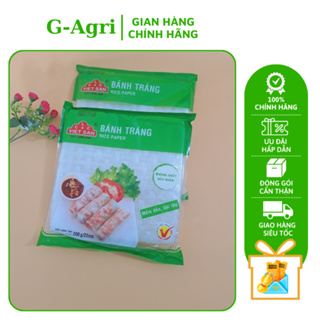 G-Agri
GIAN HÀNG
CHÍNH HÃNG
VIET SAN
BÁNH TRÁNG
RICE PAPER
VIET SAN
BÁNH TRÁNG
RICE PAPER
100%
CHÍNH HÃNG
ƯU ĐÃI
HẤP DẪN
ĐÓNG GÓI
CẨN THẬN
GIAO HÀNG
SIÊU TỐC